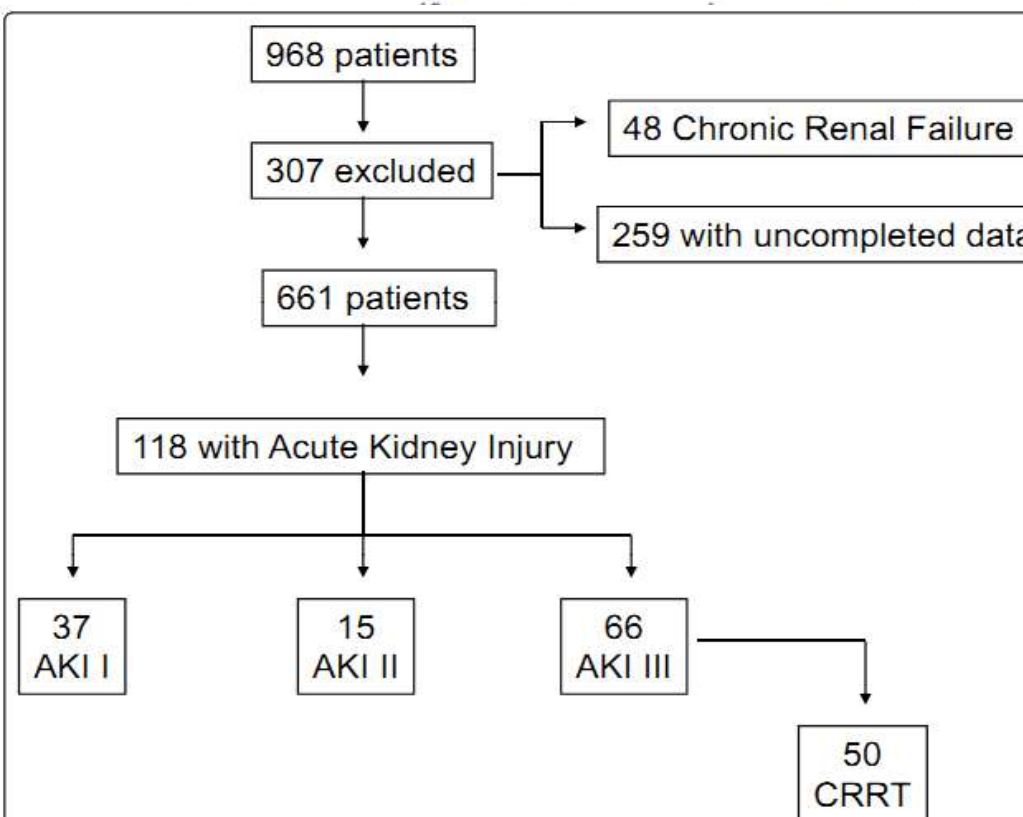 968 patients
307 excluded
48 Chronic Renal Failure
259 with uncompleted data
661 patients
118 with Acute Kidney Injury
37
AKI I
15
AKI II
66
AKI III
50
CRRT